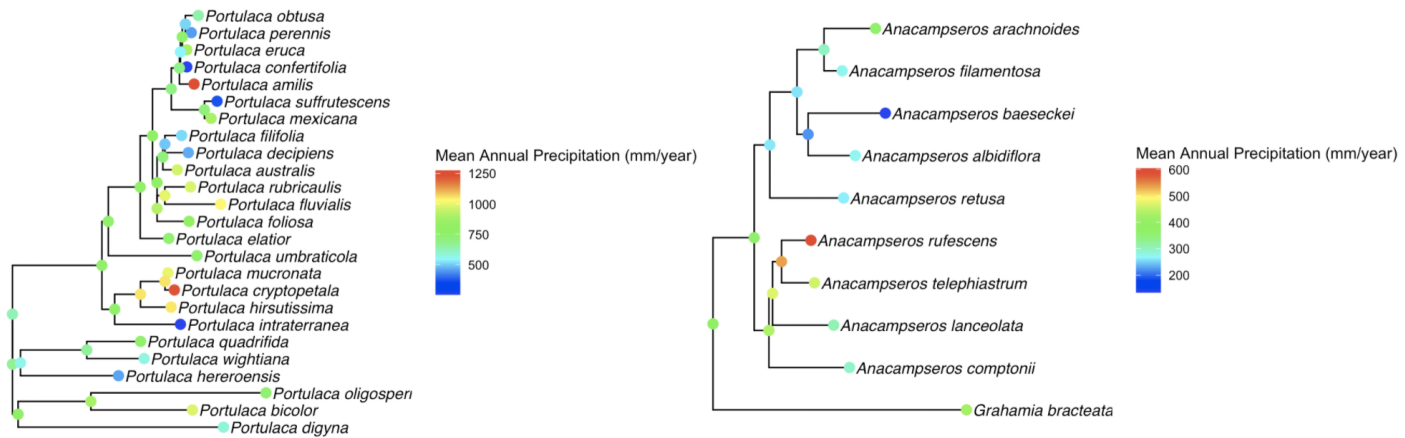 Portulaca obtusa
Portulaca perennis
Portulaca eruca
Portulaca confertifolia
Portulaca amilis
Portulaca suffrutescens
Portulaca mexicana
Portulaca filifolia
Portulaca decipiens
Portulaca australis
Portulaca rubricaulis
Portulaca fluvialis
Portulaca foliosa
Portulaca elatior
Portulaca umbraticola
Portulaca mucronata
Portulaca cryptopetala
Portulaca hirsutissima
Portulaca intraterranea
Portulaca quadrifida
Portulaca wightiana
Portulaca hereroensis
Portulaca oligosper
Portulaca bicolor
Portulaca digyna
Mean Annual Precipitation (mm/year)
1250
1000
750
500
Anacampseros arachnoides
Anacampseros filamentosa
Anacampseros baeseckei
Anacampseros albidiflora
Anacampseros retusa
Anacampseros rufescens
Anacampseros telephiastrum
Anacampseros lanceolata
Anacampseros comptonii
Grahamia bracteata
Mean Annual Precipitation (mm/year)
600
500
400
300
200